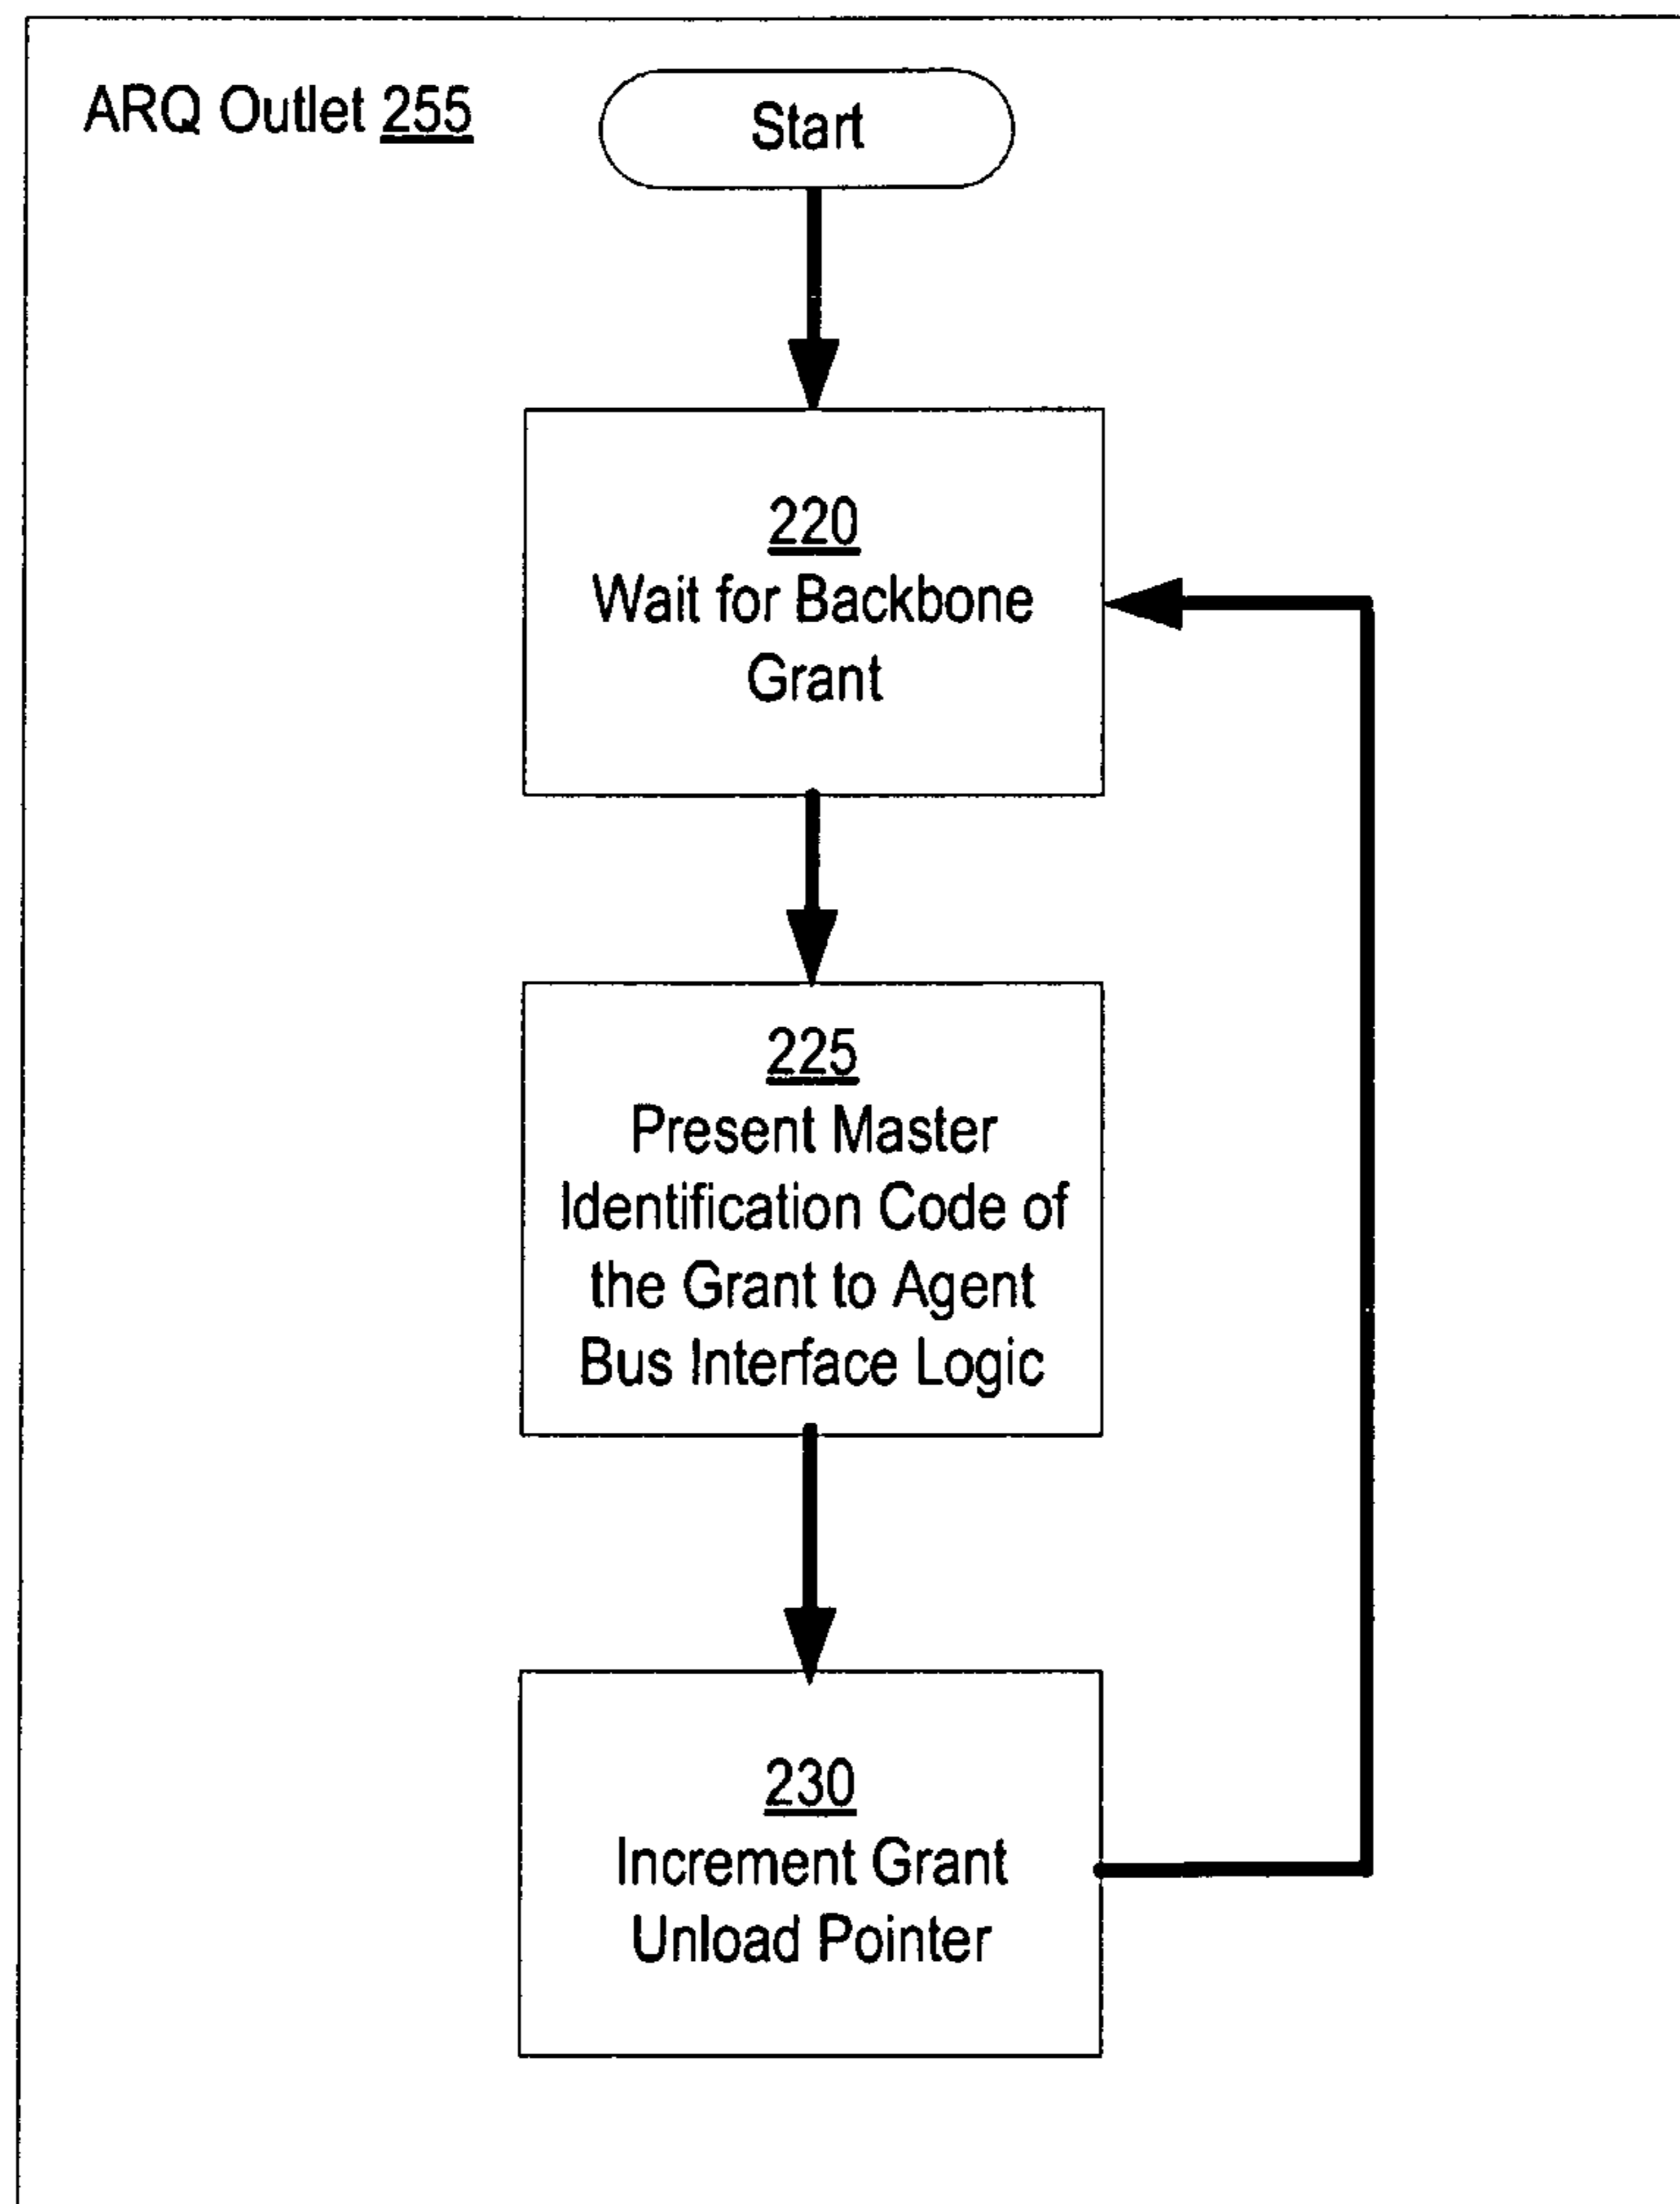 ARQ Outlet 255
Start
220
Wait for Backbone
Grant
225
Present Master
Identification Code of
the Grant to Agent
Bus Interface Logic
230
Increment Grant
Unload Pointer